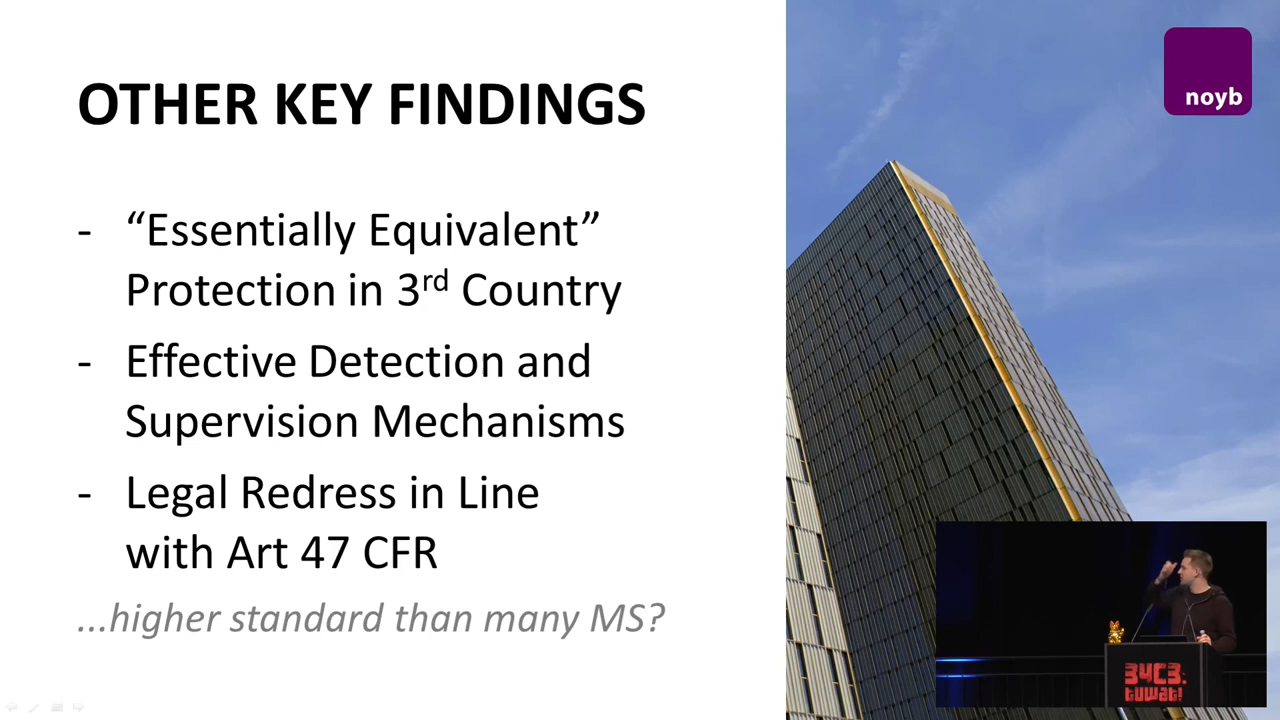 OTHER KEY FINDINGS
- “Essentially Equivalent”
Protection in 3rd Country
- Effective Detection and
Supervision Mechanisms
- Legal Redress in Line
with Art 47 CFR
...higher standard than many MS?
noyb
34C3.
tuwat!